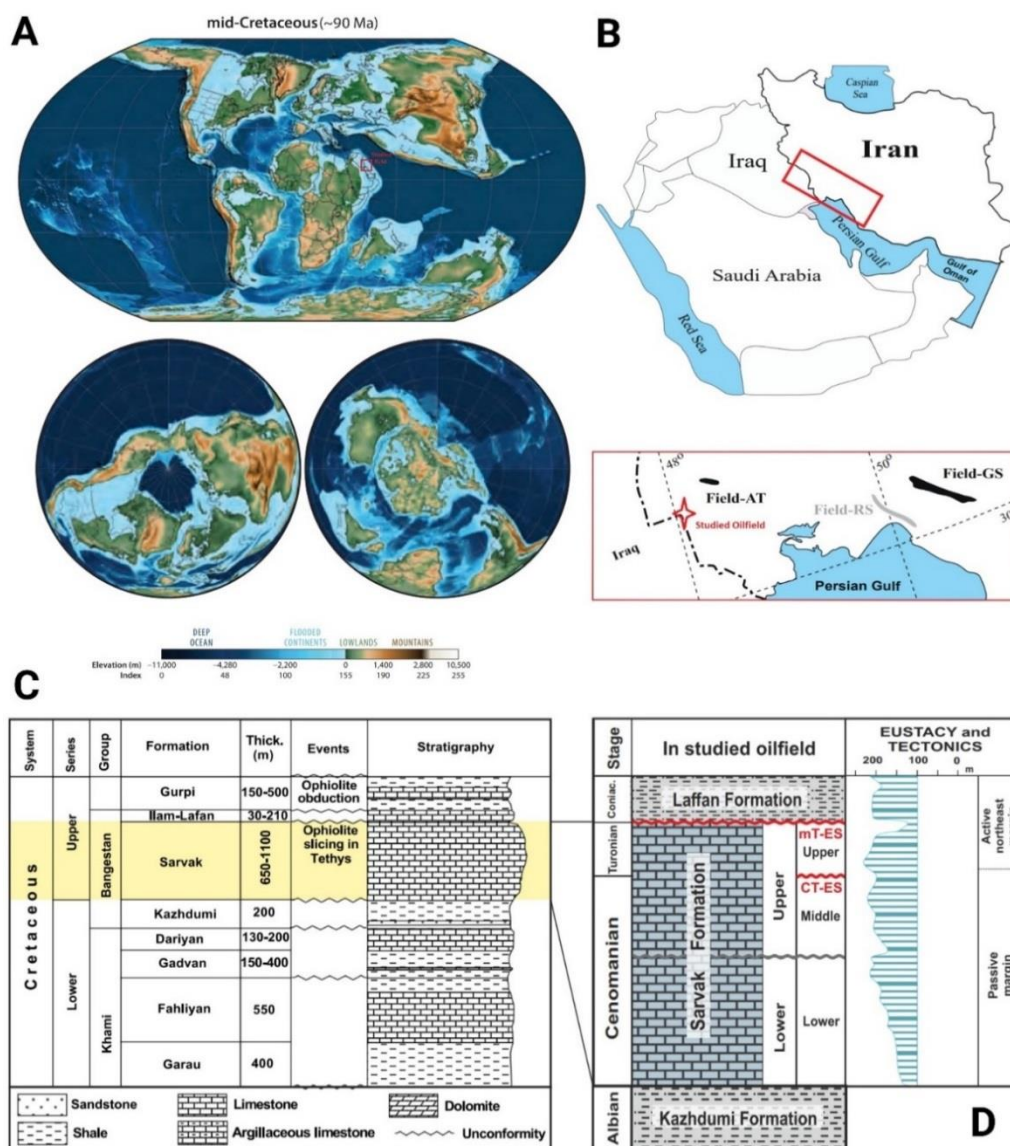 A
mid-Cretaceous (~90 Ma)
DEEP OCEAN
FLOODED CONTINENTS
LOWLANDS
MOUNTAINS
Elevation (m) –11,000 –4,280 –2,200 0 1,400 2,800 10,500
Index 0 48 100 155 190 225 255
B
Caspian Sea
Iran
Iraq
Persian Gulf
Gulf of Oman
Saudi Arabia
Red Sea
48°
50°
Field-GS
Field-AT
Studied Oilfield
Field-RS
30°
Iraq
Persian Gulf
C
System Series Group Formation Thick. (m) Events Stratigraphy
Cretaceous
Upper
Lower
Bangestan
Khami
Gurpi 150-500 Ophiolite obduction
Ilam-Lafan 30-210
Sarvak 650-1100 Ophiolite slicing in Tethys
Kazhdumi 200
Dariyan 130-200
Gadvan 150-400
Fahliyan 550
Garau 400
Sandstone Limestone Dolomite
Shale Argillaceous limestone Unconformity
Stage In studied oilfield EUSTACY and TECTONICS
200 100 0 m
Coniac. Laffan Formation
Turonian
mT-ES
Upper
CT-ES
Middle
Cenomanian
Sarvak Formation
Upper
Lower
Lower
Active northeast
Passive margin
Albian Kazhdumi Formation
D